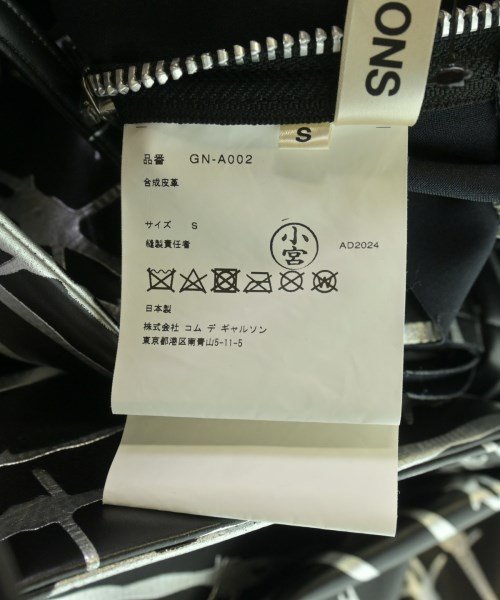 ONS
S
品番 GN-A002
合成皮革
サイズ S
縫製責任者 小宮 AD2024
W
日本製
株式会社 コム デ ギャルソン
東京都港区南青山5-11-5